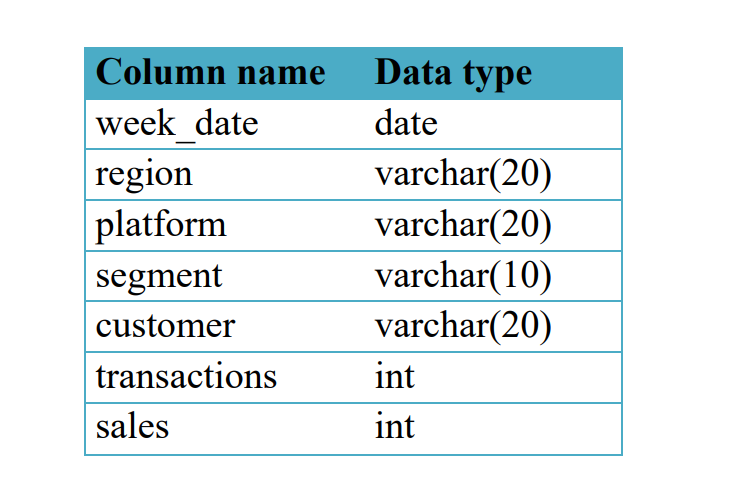 Column name Data type
week_date date
region varchar(20)
platform varchar(20)
segment varchar(10)
customer varchar(20)
transactions int
sales int